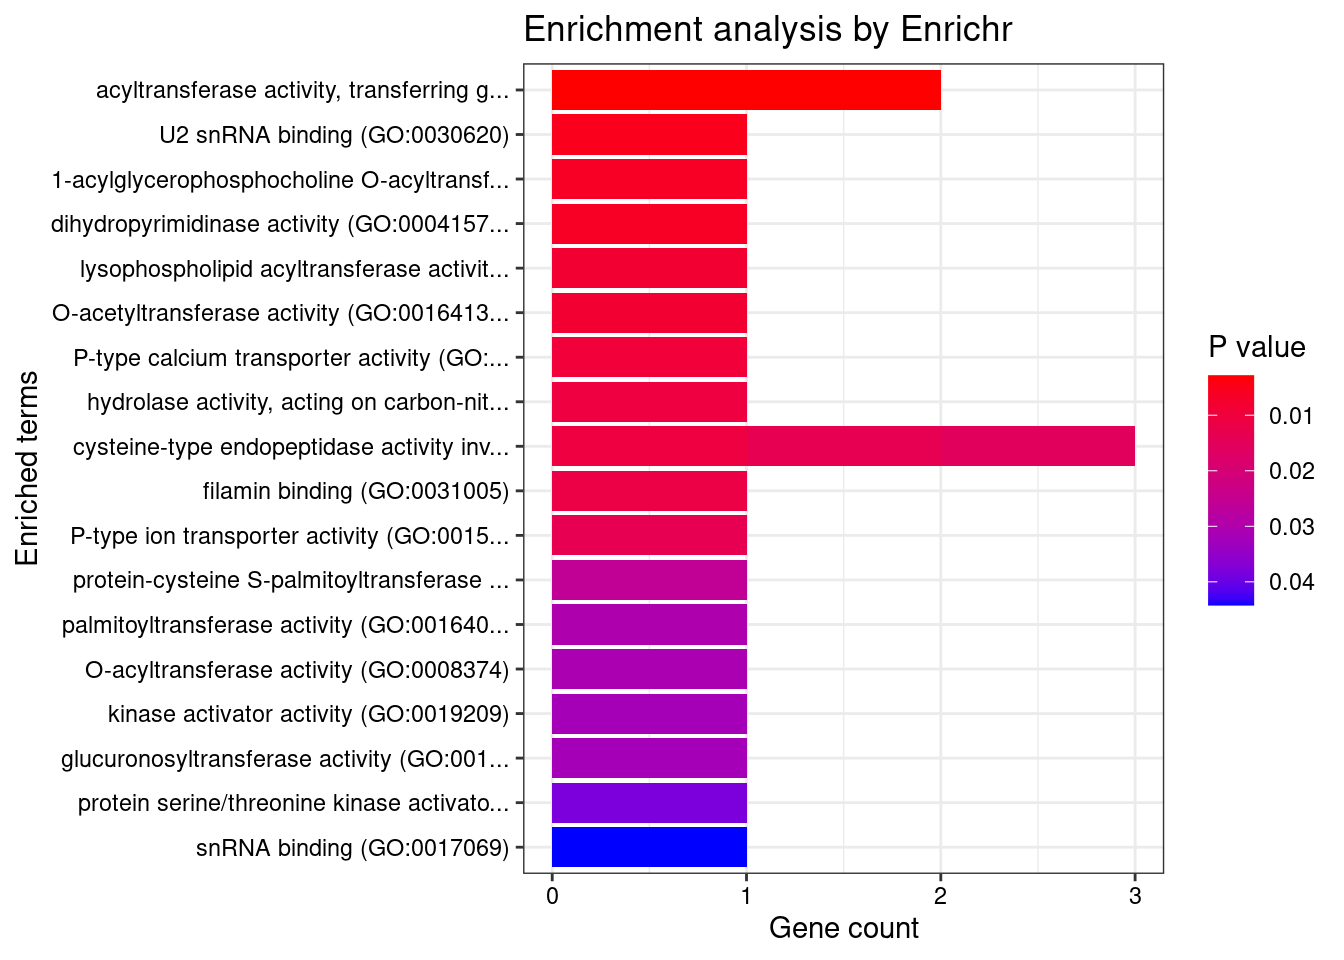 Enrichment analysis by Enrichr
acyltransferase activity, transferring g...
U2 snRNA binding (GO:0030620)
1-acylglycerophosphocholine O-acyltransf...
dihydropyrimidinase activity (GO:0004157...
lysophospholipid acyltransferase activit...
O-acetyltransferase activity (GO:0016413...
P-type calcium transporter activity (GO:...
hydrolase activity, acting on carbon-nit...
cysteine-type endopeptidase activity inv...
filamin binding (GO:0031005)
P-type ion transporter activity (GO:0015...
protein-cysteine S-palmitoyltransferase ...
palmitoyltransferase activity (GO:001640...
O-acyltransferase activity (GO:0008374)
kinase activator activity (GO:0019209)
glucuronosyltransferase activity (GO:001...
protein serine/threonine kinase activato...
snRNA binding (GO:0017069)
Enriched terms
0 1 2 3
Gene count
P value
0.01
0.02
0.03
0.04